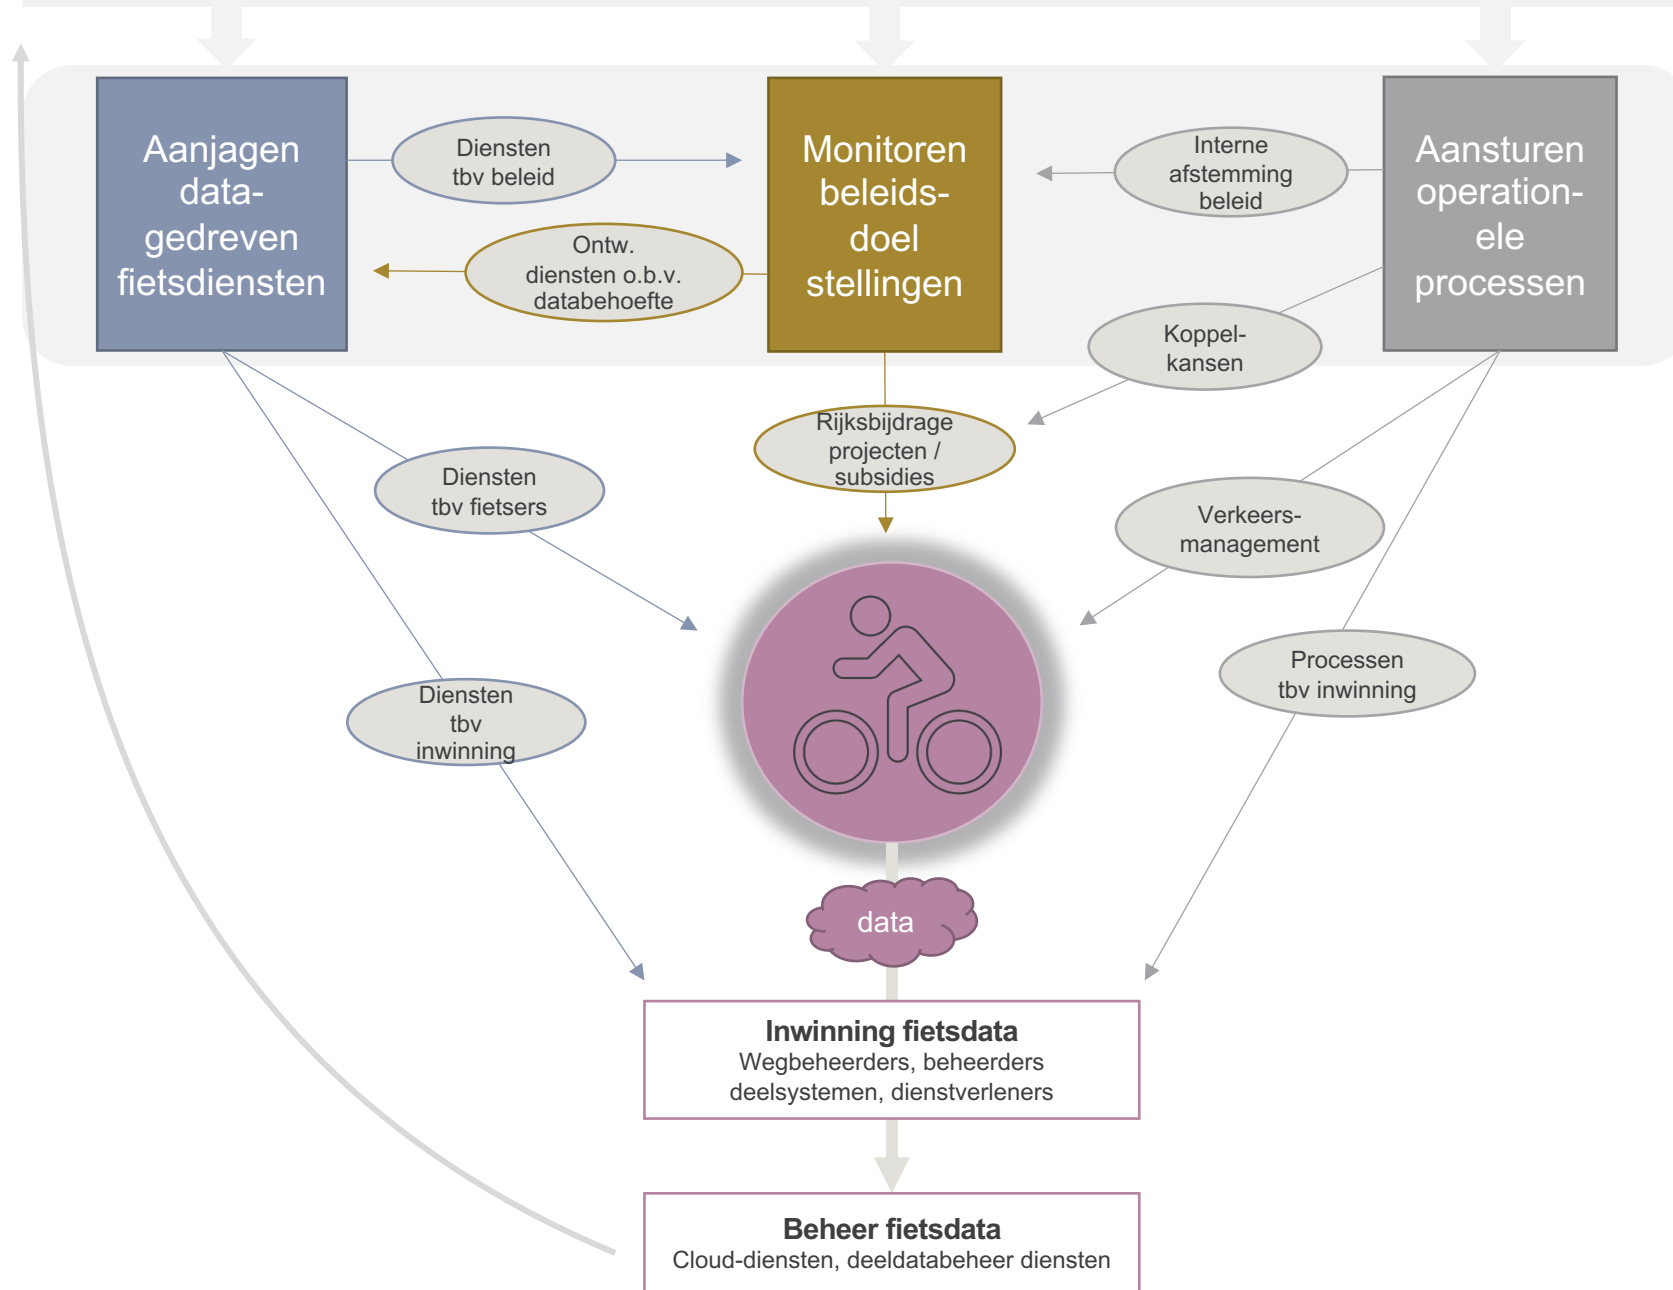 Aanjagen
data-
gedreven
fietsdiensten
Diensten
tbv beleid
Ontw.
diensten o.b.v.
databehoefte
Monitoren
beleids-
doel
stellingen
Interne
afstemming
beleid
Aansturen
operation-
ele
processen
Koppel-
kansen
Rijksbijdrage
projecten /
subsidies
Diensten
tbv fietsers
Verkeers-
management
Diensten
tbv
inwinning
Processen
tbv inwinning
data
Inwinning fietsdata
Wegbeheerders, beheerders
deelsystemen, dienstverleners
Beheer fietsdata
Cloud-diensten, deeldatabeheer diensten